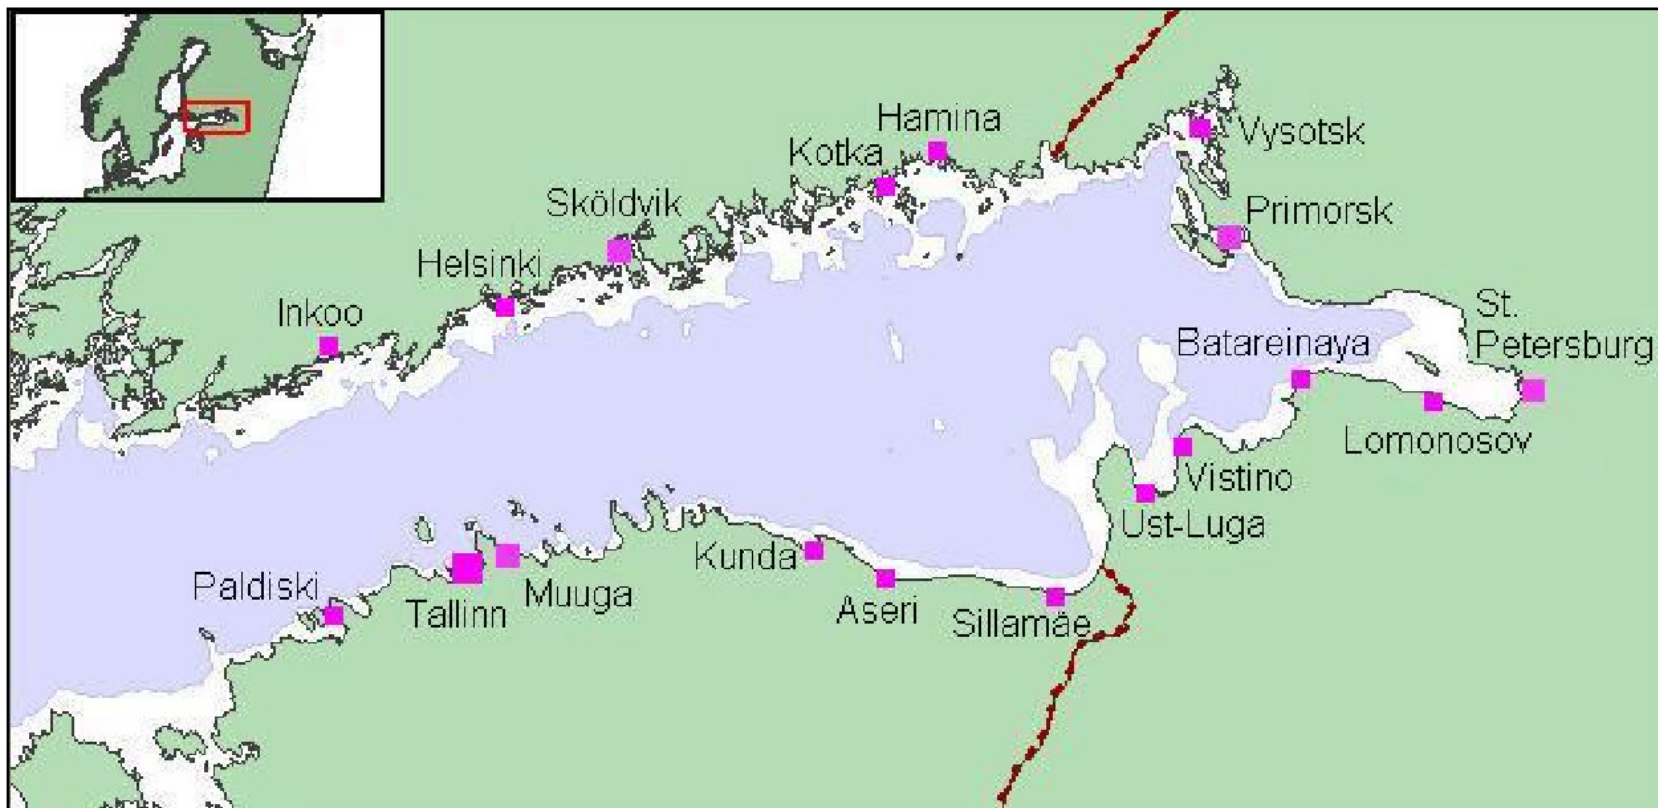 Hamina
Vysotsk
Kotka
Sköldvik
Primorsk
Helsinki
Inkoo
St.
Petersburg
Batareinaya
Lomonosov
Vistino
Ust-Luga
Kunda
Paldiski
Muuga
Tallinn
Aseri
Sillamäe